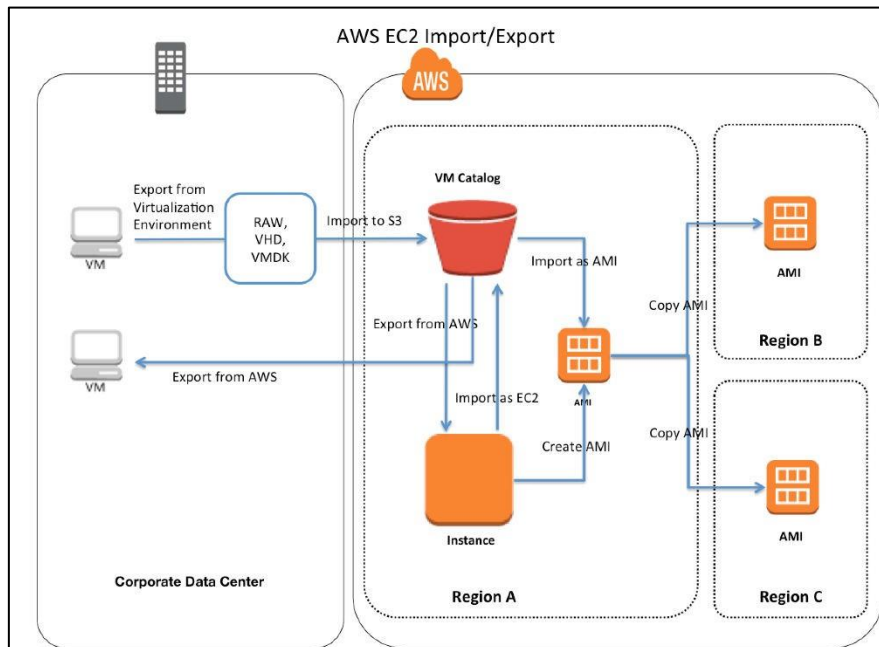 AWS EC2 Import/Export
AWS
VM Catalog
Export from
Virtualization
Environment
RAW,
VHD,
VMDK
Import to S3
VM
Import as AMI
AMI
Copy AMI
Region B
Export from AWS
VM
Export from AWS
Import as EC2
AMI
Create AMI
Copy AMI
AMI
Instance
Corporate Data Center
Region A
Region C